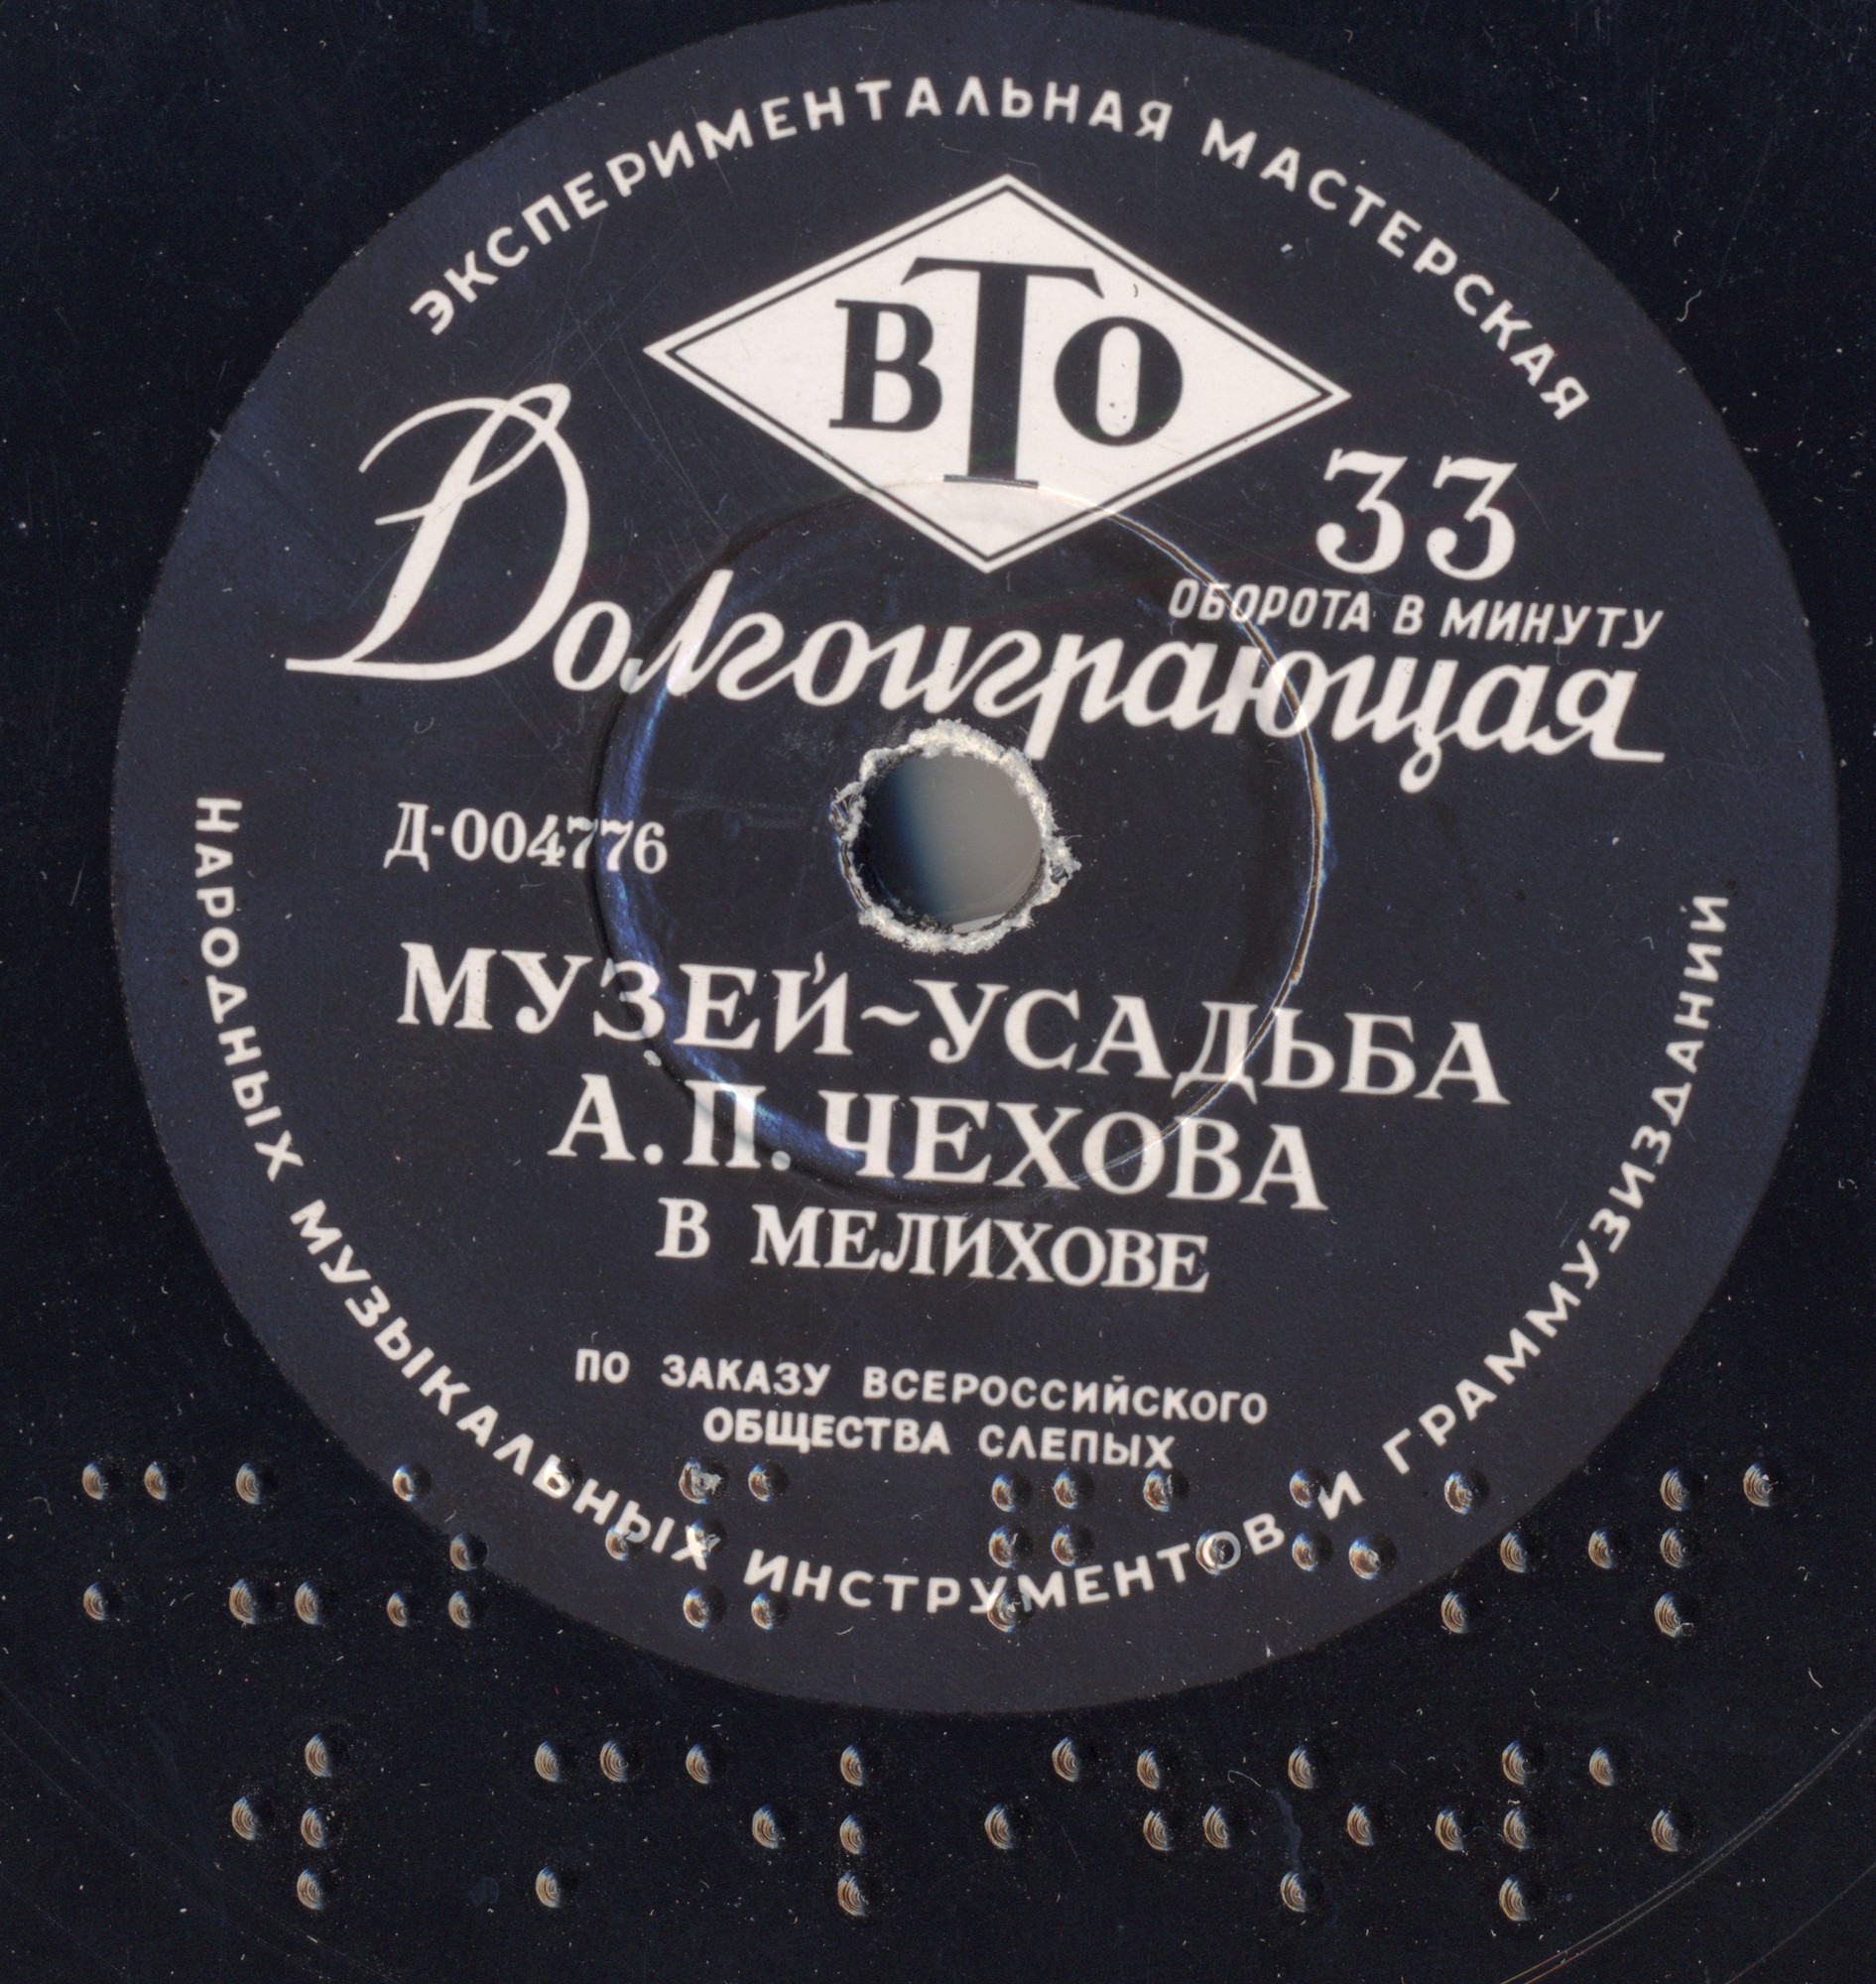 ЭКСПЕРИМЕНТАЛЬНАЯ МАСТЕРСКАЯ
ВТО
33
ОБОРОТА В МИНУТУ
Долгоиграющая
Д-004776
МУЗЕЙ~УСАДЬБА
А.П. ЧЕХОВА
В МЕЛИХОВЕ
ПО ЗАКАЗУ ВСЕРОССИЙСКОГО
ОБЩЕСТВА СЛЕПЫХ
НАРОДНЫХ МУЗЫКАЛЬНЫХ ИНСТРУМЕНТОВ И ГРАММУЗИЗДАНИЙ
⠍⠥⠵⠑⠯ ⠟⠑⠓⠕⠺⠁
⠺ ⠍⠑⠇⠊⠓⠕⠺⠑